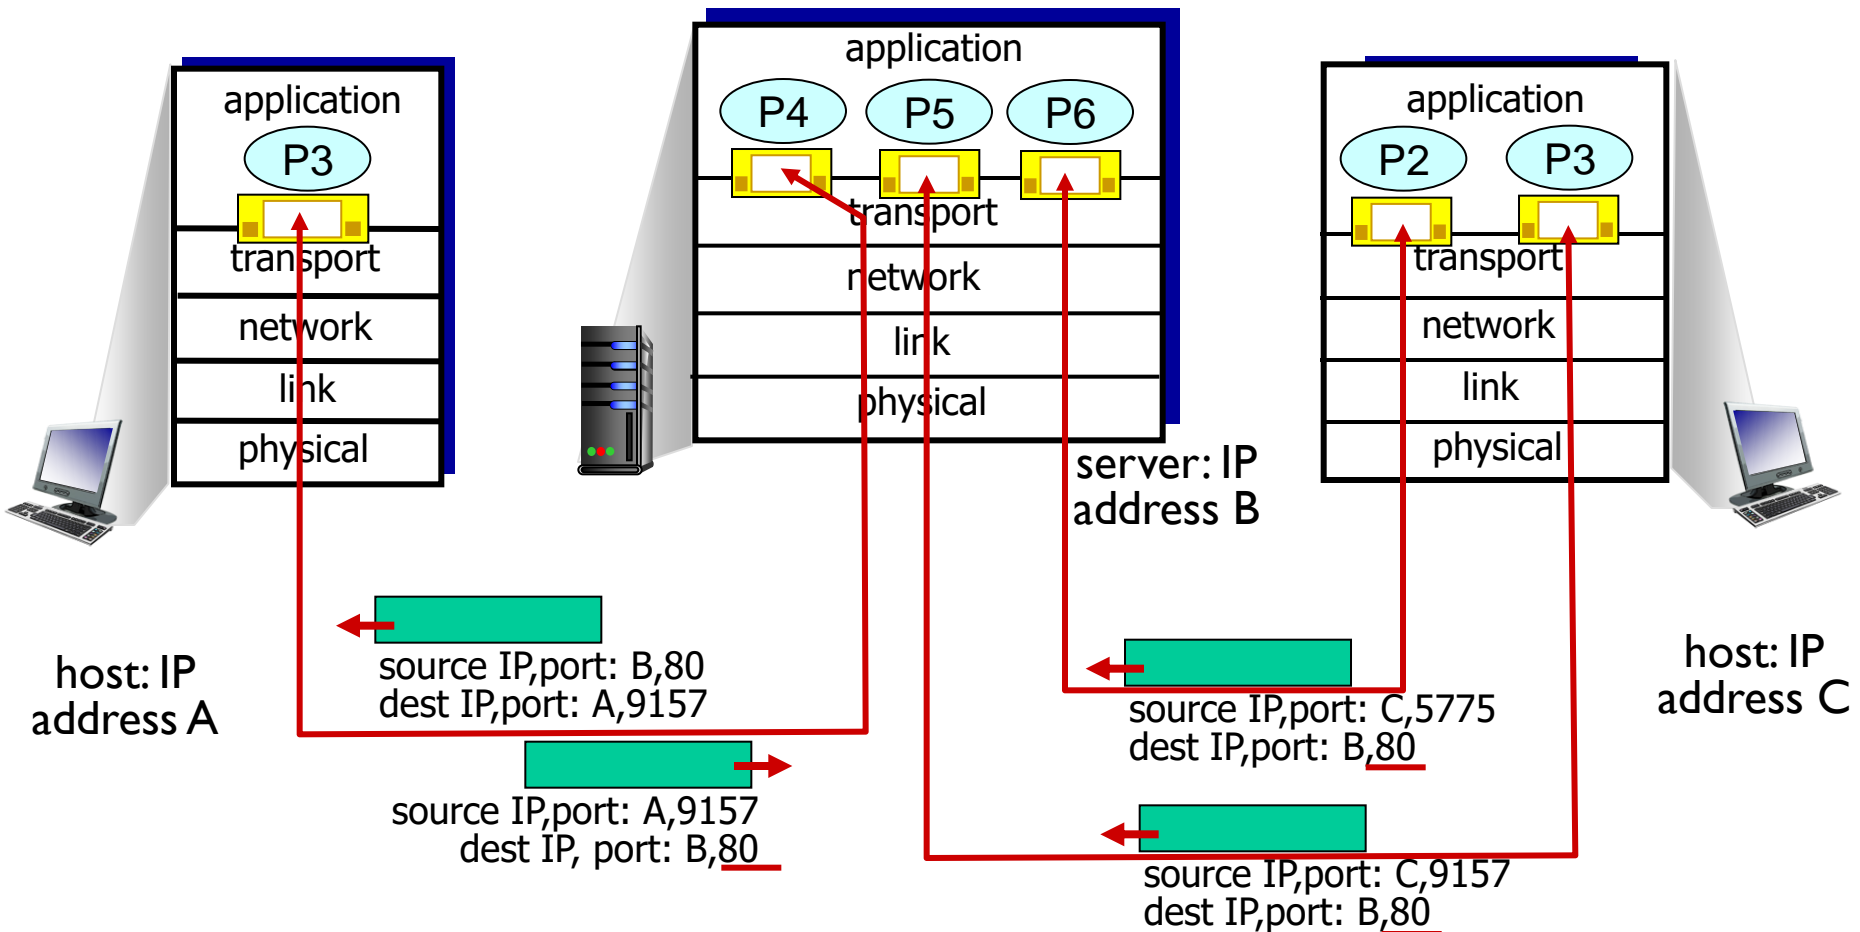 application
P3
transport
network
link
physical
host: IP
address A
application
P4 P5 P6
transport
network
link
physical
server: IP
address B
application
P2 P3
transport
network
link
physical
host: IP
address C
source IP,port: B,80
dest IP,port: A,9157
source IP,port: A,9157
dest IP, port: B,80
source IP,port: C,5775
dest IP,port: B,80
source IP,port: C,9157
dest IP,port: B,80